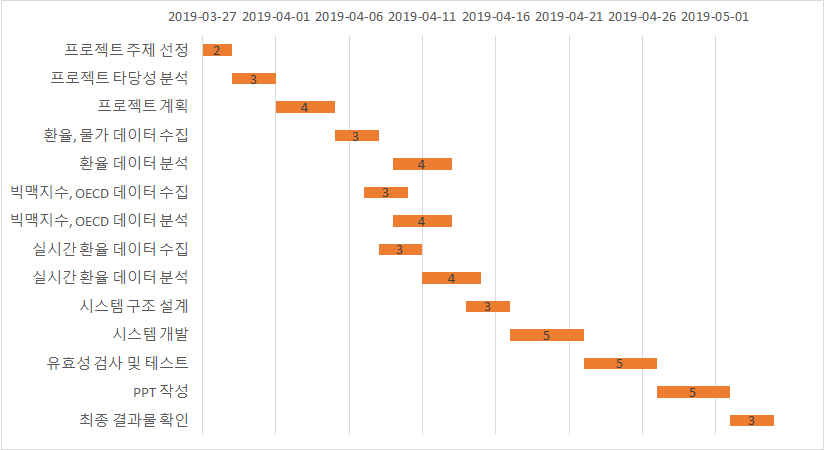 2019-03-27 2019-04-01 2019-04-06 2019-04-11 2019-04-16 2019-04-21 2019-04-26 2019-05-01
프로젝트 주제 선정 2
프로젝트 타당성 분석 3
프로젝트 계획 4
환율, 물가 데이터 수집 3
환율 데이터 분석 4
빅맥지수, OECD 데이터 수집 3
빅맥지수, OECD 데이터 분석 4
실시간 환율 데이터 수집 3
실시간 환율 데이터 분석 4
시스템 구조 설계 3
시스템 개발 5
유효성 검사 및 테스트 5
PPT 작성 5
최종 결과물 확인 3